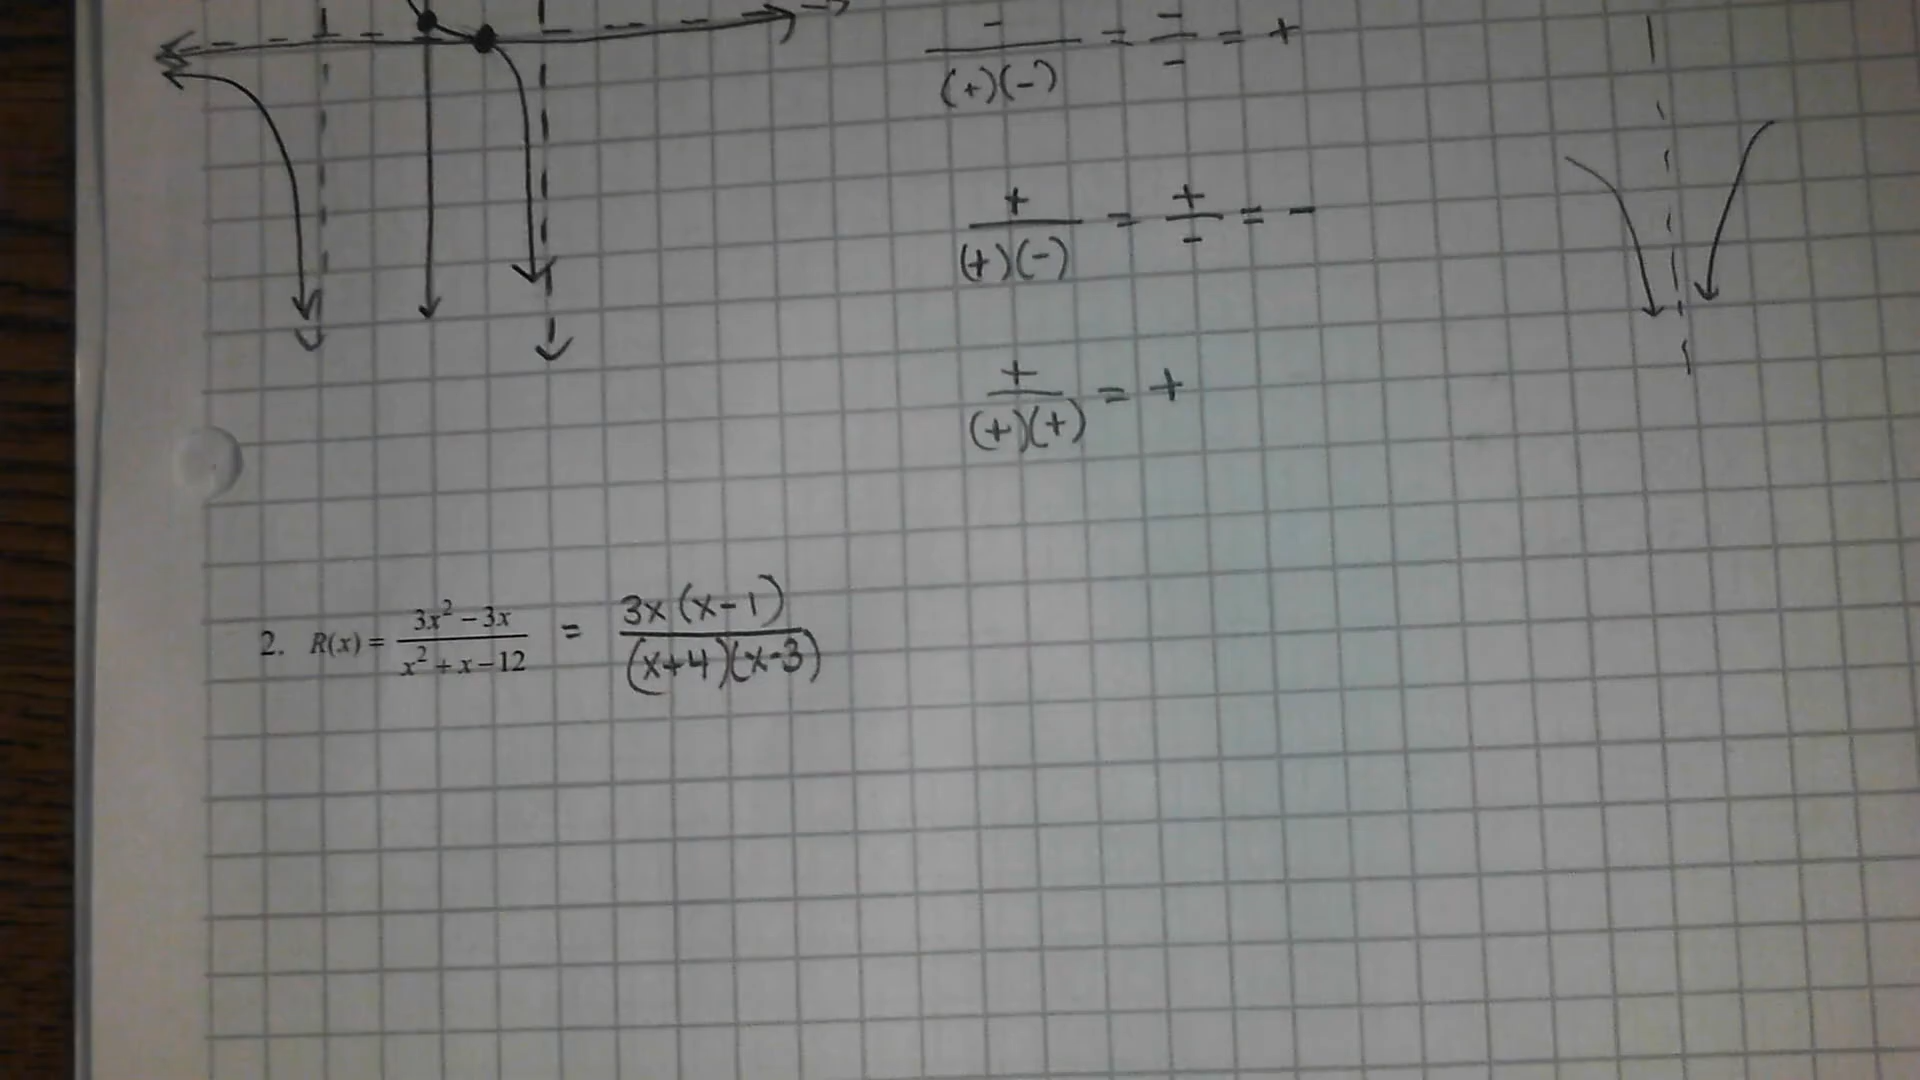 - / (+)(-) = - / - = +
+ / (+)(-) = + / - = -
+ / (+)(+) = +
2. R(x) = 3x² - 3x / x² + x - 12 = 3x(x-1) / (x+4)(x-3)